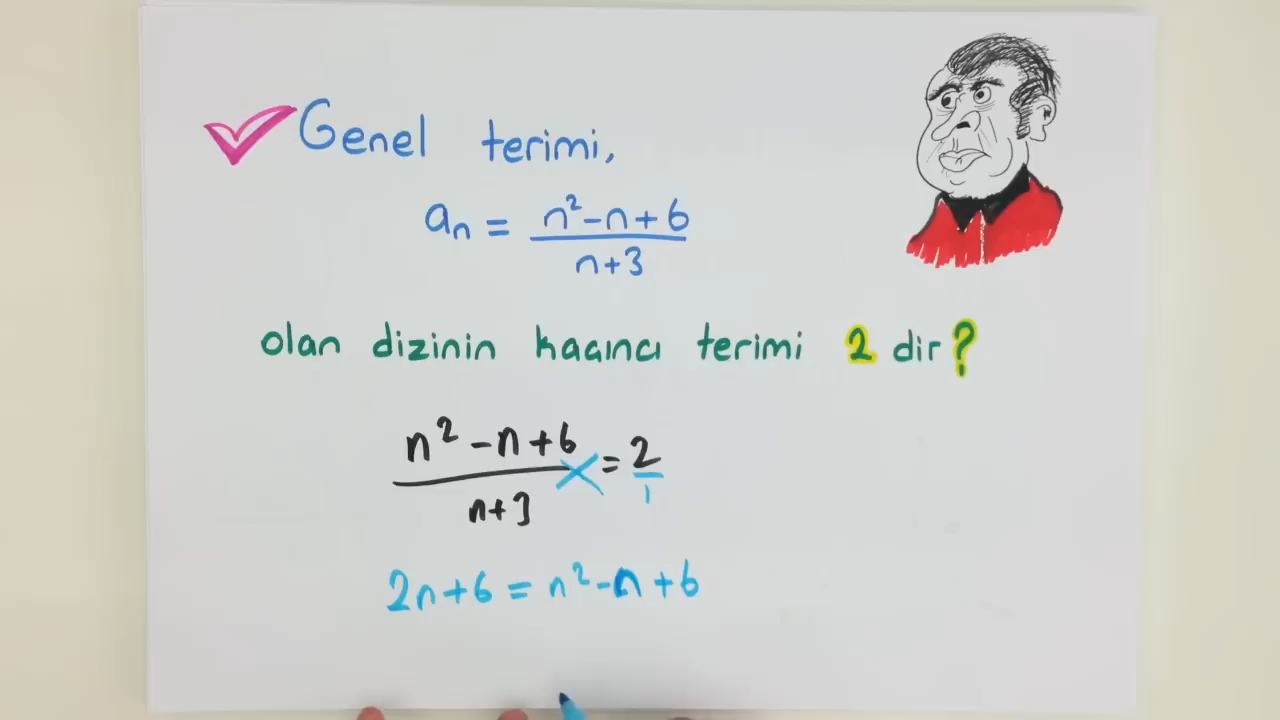 Genel terimi,
aₙ = (n²-n+6)/(n+3)
olan dizinin kaçıncı terimi 2 dir?
(n²-n+6)/(n+3) = 2/1
2n+6 = n²-n+6